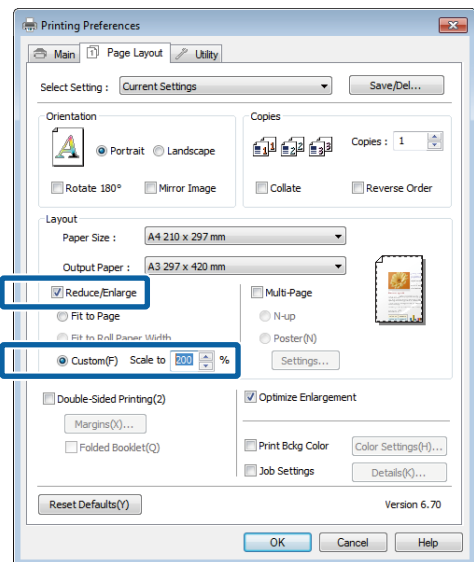 Printing Preferences
Main Page Layout Utility
Select Setting : Current Settings Save/Del...
Orientation Copies
Portrait Landscape Copies : 1
Rotate 180° Mirror Image Collate Reverse Order
Layout
Paper Size : A4 210 x 297 mm
Output Paper : A3 297 x 420 mm
Reduce/Enlarge Multi-Page
Fit to Page N-up
Fit to Roll Paper Width Poster(N)
Custom(F) Scale to 200 % Settings...
Double-Sided Printing(2) Optimize Enlargement
Margins(X)...
Folded Booklet(Q) Print Bckg Color Color Settings(H)...
Job Settings Details(K)...
Reset Defaults(Y) Version 6.70
OK Cancel Help